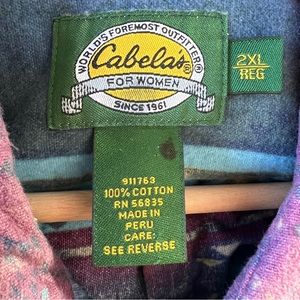 WORLD'S FOREMOST OUTFITTER®
Cabela's®
FOR WOMEN
SINCE 1961
2XL
REG
911763
100% COTTON
RN 56835
MADE IN
PERU
CARE:
SEE REVERSE